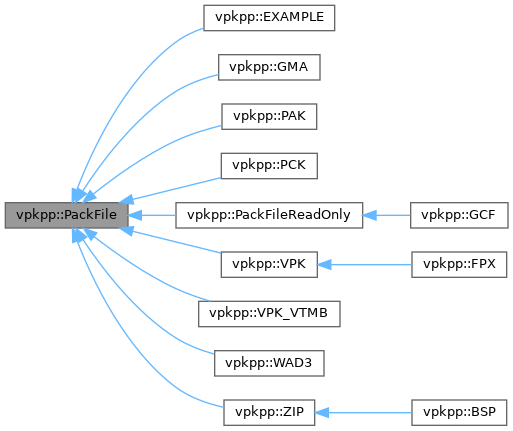 vpkpp::EXAMPLE
vpkpp::GMA
vpkpp::PAK
vpkpp::PCK
vpkpp::PackFile
vpkpp::PackFileReadOnly
vpkpp::GCF
vpkpp::VPK
vpkpp::FPX
vpkpp::VPK_VTMB
vpkpp::WAD3
vpkpp::ZIP
vpkpp::BSP